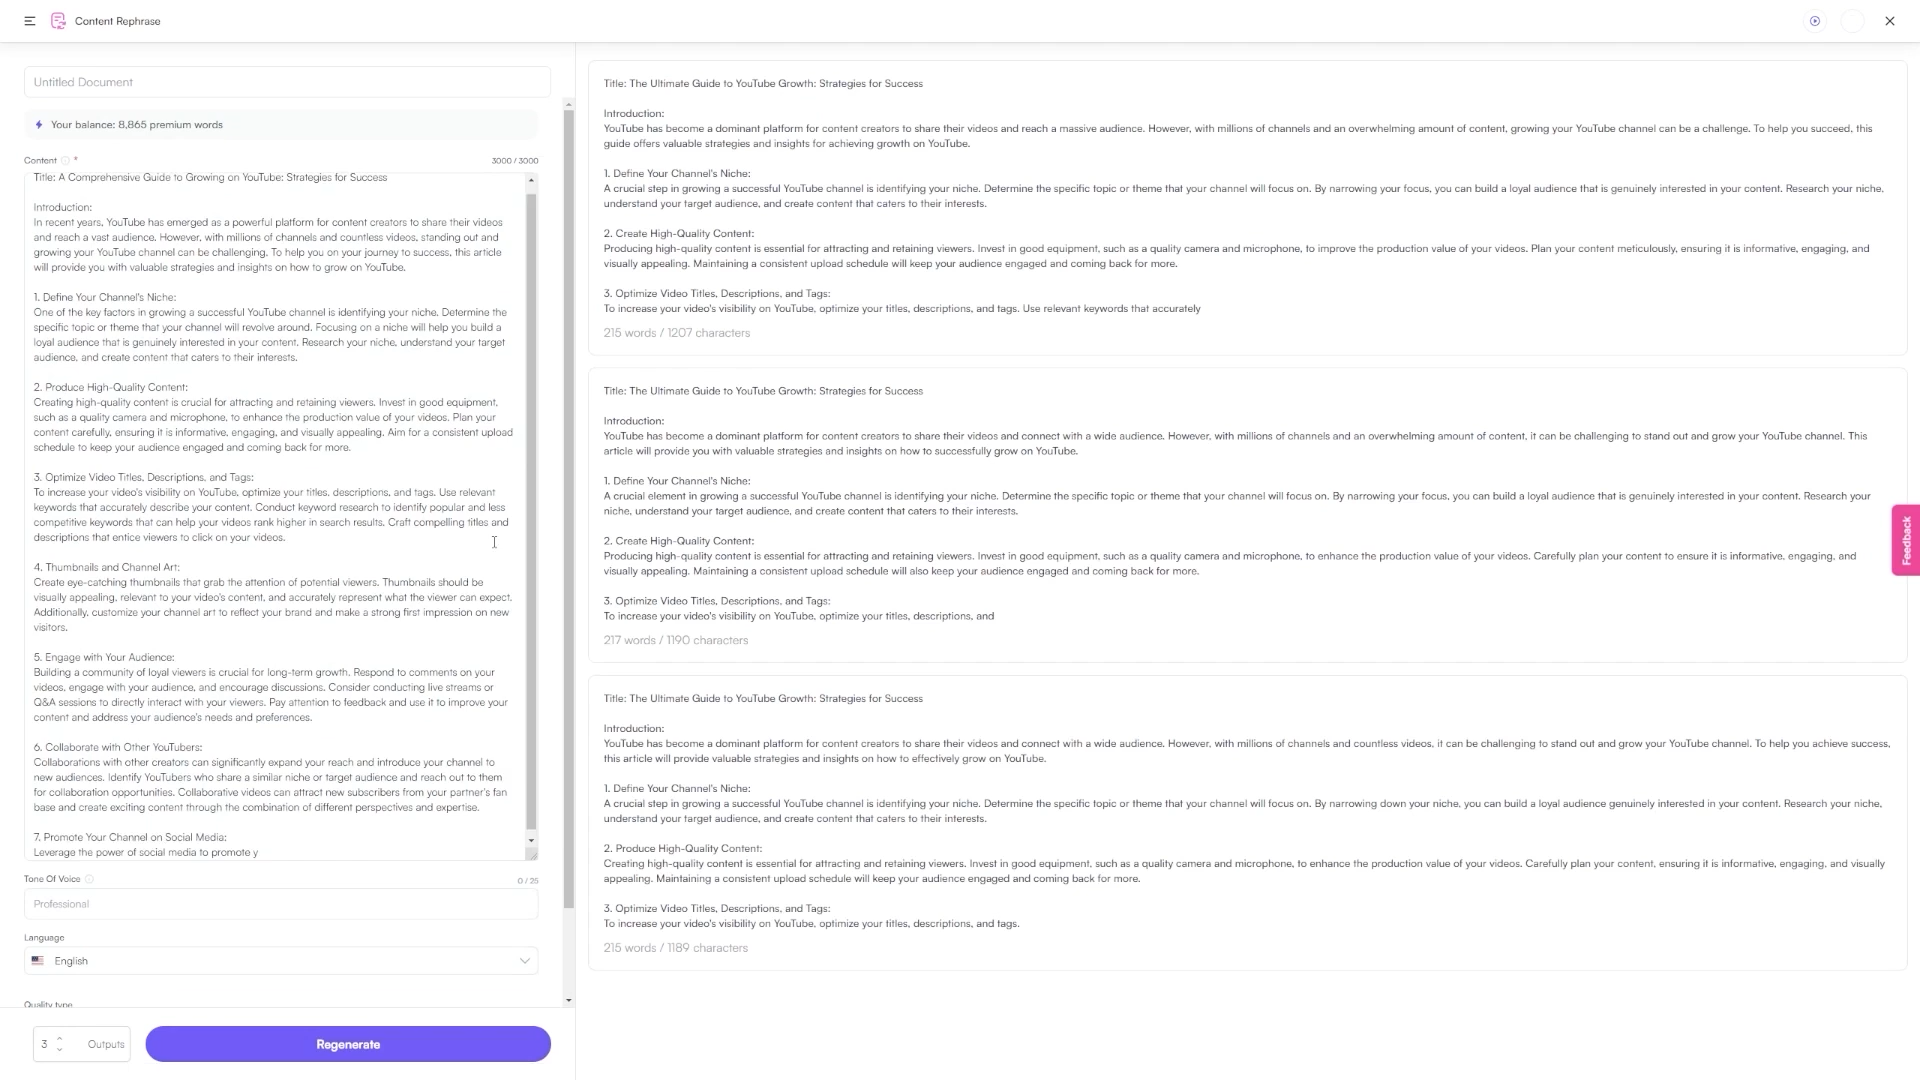 Content Rephrase
Untitled Document
Your balance: 8,865 premium words
Content * 3000 / 3000
Title: A Comprehensive Guide to Growing on YouTube: Strategies for Success
Introduction:
In recent years, YouTube has emerged as a powerful platform for content creators to share their videos
and reach a vast audience. However, with millions of channels and countless videos, standing out and
growing your YouTube channel can be challenging. To help you on your journey to success, this article
will provide you with valuable strategies and insights on how to grow on YouTube.
1. Define Your Channel's Niche:
One of the key factors in growing a successful YouTube channel is identifying your niche. Determine the
specific topic or theme that your channel will revolve around. Focusing on a niche will help you build a
loyal audience that is genuinely interested in your content. Research your niche, understand your target
audience, and create content that caters to their interests.
2. Produce High-Quality Content:
Creating high-quality content is crucial for attracting and retaining viewers. Invest in good equipment,
such as a quality camera and microphone, to enhance the production value of your videos. Plan your
content carefully, ensuring it is informative, engaging, and visually appealing. Aim for a consistent upload
schedule to keep your audience engaged and coming back for more.
3. Optimize Video Titles, Descriptions, and Tags:
To increase your video's visibility on YouTube, optimize your titles, descriptions, and tags. Use relevant
keywords that accurately describe your content. Conduct keyword research to identify popular and less
competitive keywords that can help your videos rank higher in search results. Craft compelling titles and
descriptions that entice viewers to click on your videos.
4. Thumbnails and Channel Art:
Create eye-catching thumbnails that grab the attention of potential viewers. Thumbnails should be
visually appealing, relevant to your video's content, and accurately represent what the viewer can expect.
Additionally, customize your channel art to reflect your brand and make a strong first impression on new
visitors.
5. Engage with Your Audience:
Building a community of loyal viewers is crucial for long-term growth. Respond to comments on your
videos, engage with your audience, and encourage discussions. Consider conducting live streams or
Q&A sessions to directly interact with your viewers. Pay attention to feedback and use it to improve your
content and address your audience's needs and preferences.
6. Collaborate with Other YouTubers:
Collaborations with other creators can significantly expand your reach and introduce your channel to
new audiences. Identify YouTubers who share a similar niche or target audience and reach out to them
for collaboration opportunities. Collaborative videos can attract new subscribers from your partner's fan
base and create exciting content through the combination of different perspectives and expertise.
7. Promote Your Channel on Social Media:
Leverage the power of social media to promote y
Tone Of Voice 0 / 25
Professional
Language
English
Quality type
3 Outputs
Regenerate
Title: The Ultimate Guide to YouTube Growth: Strategies for Success
Introduction:
YouTube has become a dominant platform for content creators to share their videos and reach a massive audience. However, with millions of channels and an overwhelming amount of content, growing your YouTube channel can be a challenge. To help you succeed, this
guide offers valuable strategies and insights for achieving growth on YouTube.
1. Define Your Channel's Niche:
A crucial step in growing a successful YouTube channel is identifying your niche. Determine the specific topic or theme that your channel will focus on. By narrowing your focus, you can build a loyal audience that is genuinely interested in your content. Research your niche,
understand your target audience, and create content that caters to their interests.
2. Create High-Quality Content:
Producing high-quality content is essential for attracting and retaining viewers. Invest in good equipment, such as a quality camera and microphone, to improve the production value of your videos. Plan your content meticulously, ensuring it is informative, engaging, and
visually appealing. Maintaining a consistent upload schedule will keep your audience engaged and coming back for more.
3. Optimize Video Titles, Descriptions, and Tags:
To increase your video's visibility on YouTube, optimize your titles, descriptions, and tags. Use relevant keywords that accurately
215 words / 1207 characters
Title: The Ultimate Guide to YouTube Growth: Strategies for Success
Introduction:
YouTube has become a dominant platform for content creators to share their videos and connect with a wide audience. However, with millions of channels and an overwhelming amount of content, it can be challenging to stand out and grow your YouTube channel. This
article will provide you with valuable strategies and insights on how to successfully grow on YouTube.
1. Define Your Channel's Niche:
A crucial element in growing a successful YouTube channel is identifying your niche. Determine the specific topic or theme that your channel will focus on. By narrowing your focus, you can build a loyal audience that is genuinely interested in your content. Research your
niche, understand your target audience, and create content that caters to their interests.
2. Create High-Quality Content:
Producing high-quality content is essential for attracting and retaining viewers. Invest in good equipment, such as a quality camera and microphone, to enhance the production value of your videos. Carefully plan your content to ensure it is informative, engaging, and
visually appealing. Maintaining a consistent upload schedule will also keep your audience engaged and coming back for more.
3. Optimize Video Titles, Descriptions, and Tags:
To increase your video's visibility on YouTube, optimize your titles, descriptions, and
217 words / 1190 characters
Title: The Ultimate Guide to YouTube Growth: Strategies for Success
Introduction:
YouTube has become a dominant platform for content creators to share their videos and connect with a wide audience. However, with millions of channels and countless videos, it can be challenging to stand out and grow your YouTube channel. To help you achieve success,
this article will provide valuable strategies and insights on how to effectively grow on YouTube.
1. Define Your Channel's Niche:
A crucial step in growing a successful YouTube channel is identifying your niche. Determine the specific topic or theme that your channel will focus on. By narrowing down your niche, you can build a loyal audience genuinely interested in your content. Research your niche,
understand your target audience, and create content that caters to their interests.
2. Produce High-Quality Content:
Creating high-quality content is essential for attracting and retaining viewers. Invest in good equipment, such as a quality camera and microphone, to enhance the production value of your videos. Carefully plan your content, ensuring it is informative, engaging, and visually
appealing. Maintaining a consistent upload schedule will keep your audience engaged and coming back for more.
3. Optimize Video Titles, Descriptions, and Tags:
To increase your video's visibility on YouTube, optimize your titles, descriptions, and tags.
215 words / 1189 characters
Feedback